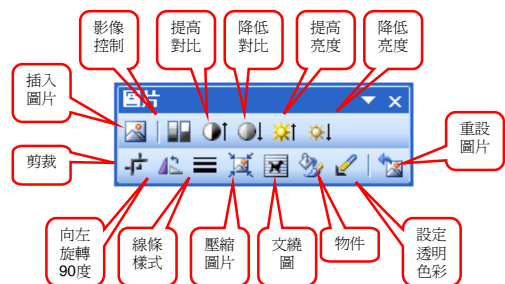 影像
控制
提高
對比
降低
對比
提高
亮度
降低
亮度
插入
圖片
圖片
重設
圖片
剪裁
向左
旋轉
90度
線條
樣式
壓縮
圖片
文繞
圖
物件
設定
透明
色彩